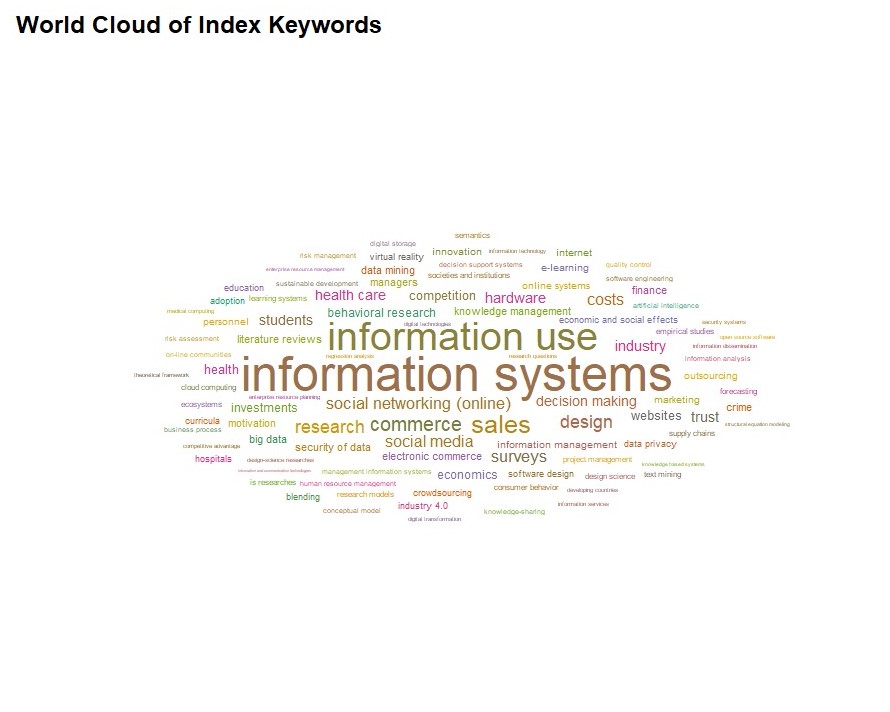 World Cloud of Index Keywords
semantics
digital storage
risk management virtual reality innovation information technology internet
enterprise resource management data mining decision support systems e-learning quality control
sustainable development managers societies and institutions software engineering
education online systems finance
adoption learning systems health care competition hardware costs artificial intelligence
medical computing behavioral research knowledge management
personnel students digital technologies economic and social effects security systems
risk assessment literature reviews information use empirical studies open source software
on-line communities regression analysis research questions industry information dissemination
health information systems information analysis
theoretical framework outsourcing
cloud computing forecasting
ecosystems enterprise resource planning social networking (online) decision making marketing
investments crime
curricula motivation research commerce sales design websites trust structural equation modeling
business process big data social media supply chains
competitive advantage security of data information management data privacy
hospitals design-science researches electronic commerce surveys project management knowledge based systems
information and communication technologies management information systems economics software design design science text mining
is researches human resource management consumer behavior developing countries
blending research models crowdsourcing
conceptual model industry 4.0 knowledge-sharing information services
digital transformation